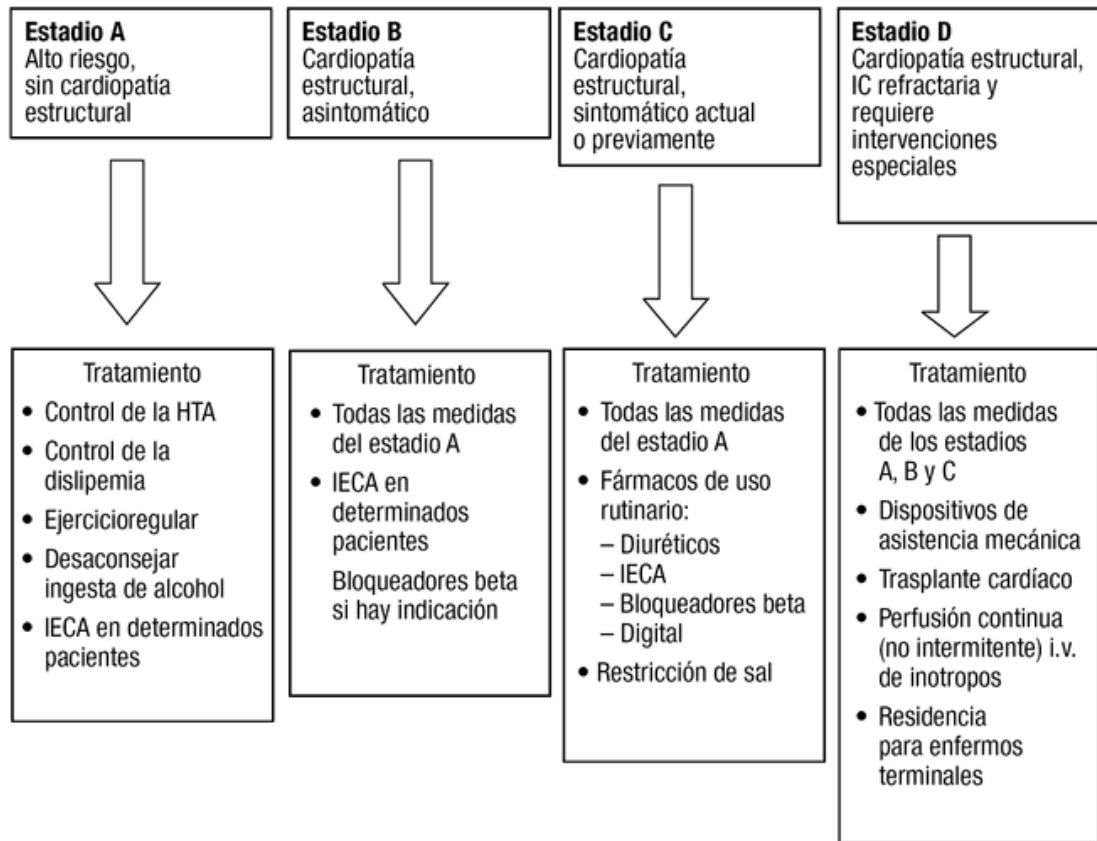 Estadio A
Alto riesgo,
sin cardiopatía
estructural
Estadio B
Cardiopatía
estructural,
asintomático
Estadio C
Cardiopatía
estructural,
sintomático actual
o previamente
Estadio D
Cardiopatía estructural,
IC refractaria y
requiere
intervenciones
especiales
Tratamiento
• Control de la HTA
• Control de la
dislipemia
• Ejercicioregular
• Desaconsejar
ingesta de alcohol
• IECA en determinados
pacientes
Tratamiento
• Todas las medidas
del estadio A
• IECA en
determinados
pacientes
Bloqueadores beta
si hay indicación
Tratamiento
• Todas las medidas
del estadio A
• Fármacos de uso
rutinario:
– Diuréticos
– IECA
– Bloqueadores beta
– Digital
• Restricción de sal
Tratamiento
• Todas las medidas
de los estadios
A, B y C
• Dispositivos de
asistencia mecánica
• Trasplante cardíaco
• Perfusión continua
(no intermitente) i.v.
de inotropos
• Residencia
para enfermos
terminales